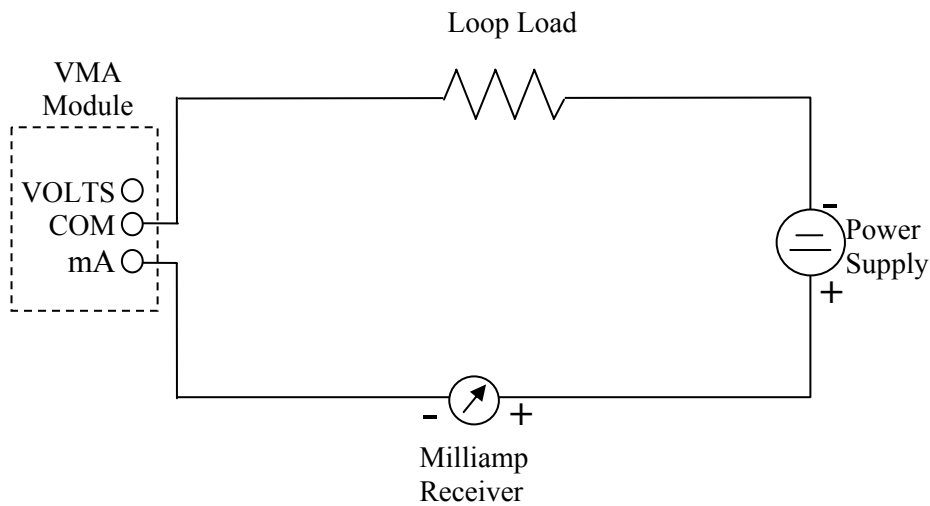 Loop Load
VMA
Module
VOLTS
COM
mA
-
Power
Supply
+
- +
Milliamp
Receiver